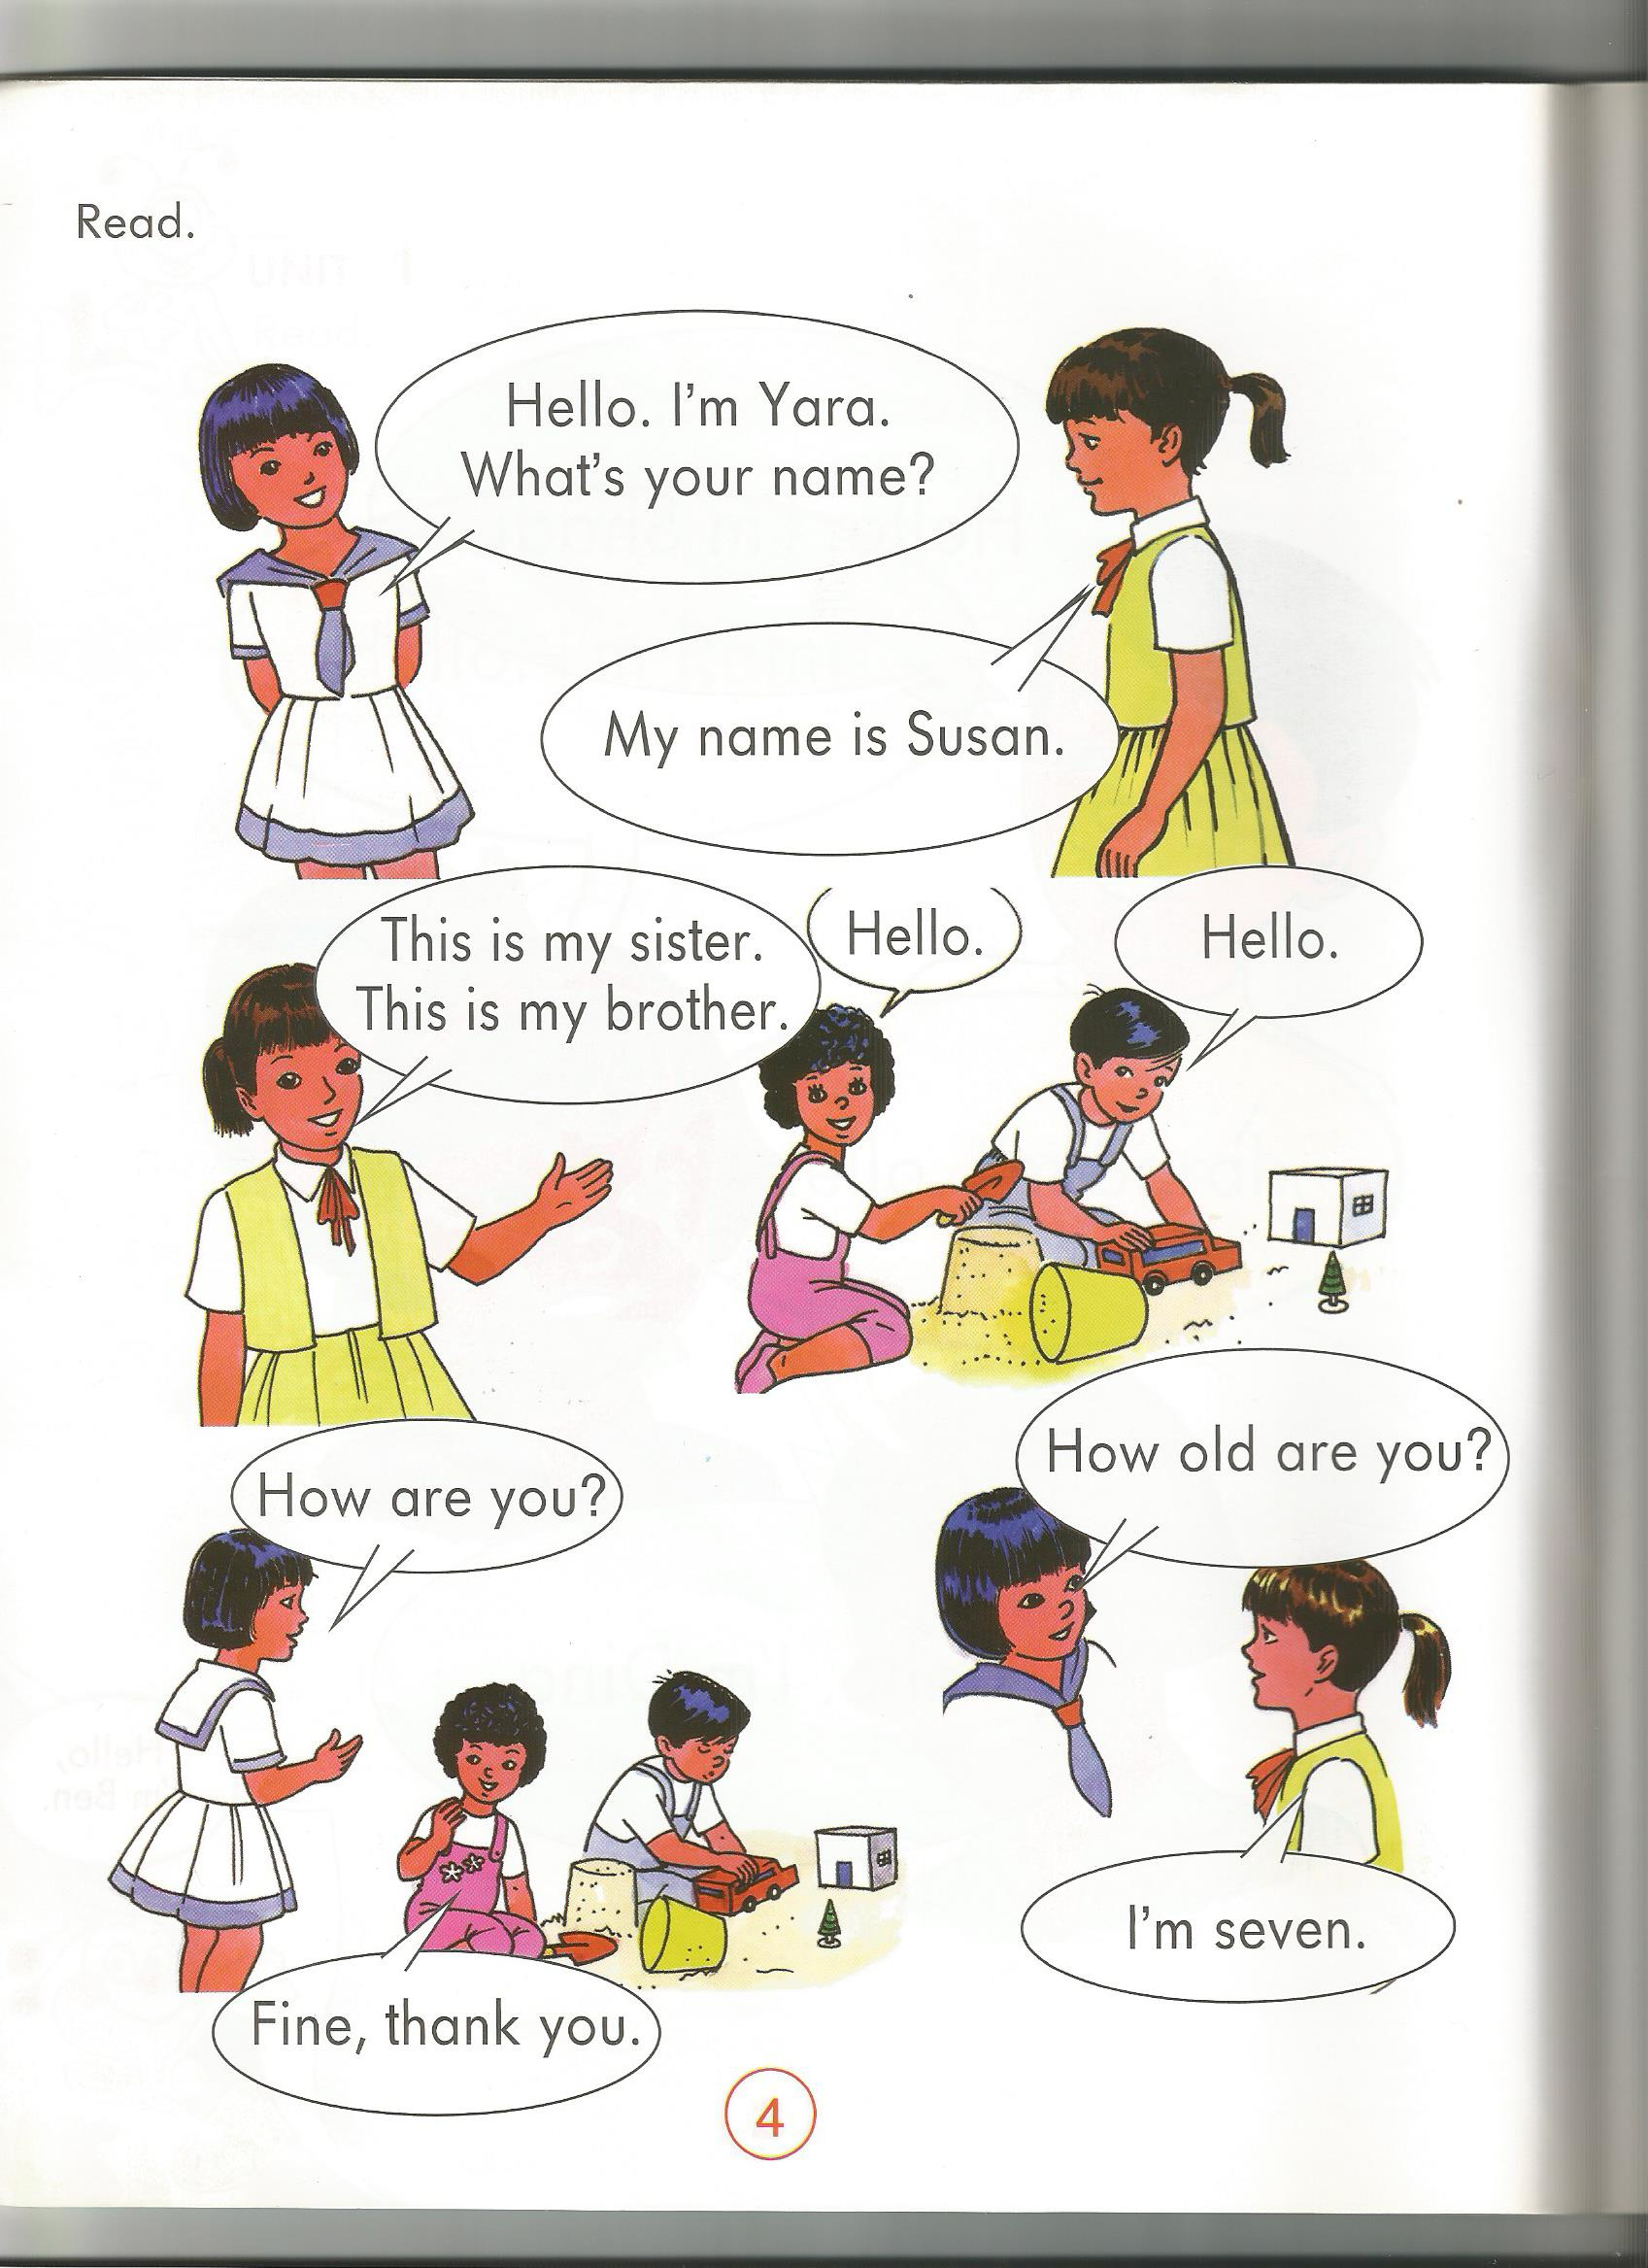 Read.
Hello. I'm Yara.
What's your name?
My name is Susan.
This is my sister.
This is my brother.
Hello.
Hello.
How are you?
How old are you?
I'm seven.
Fine, thank you.
4